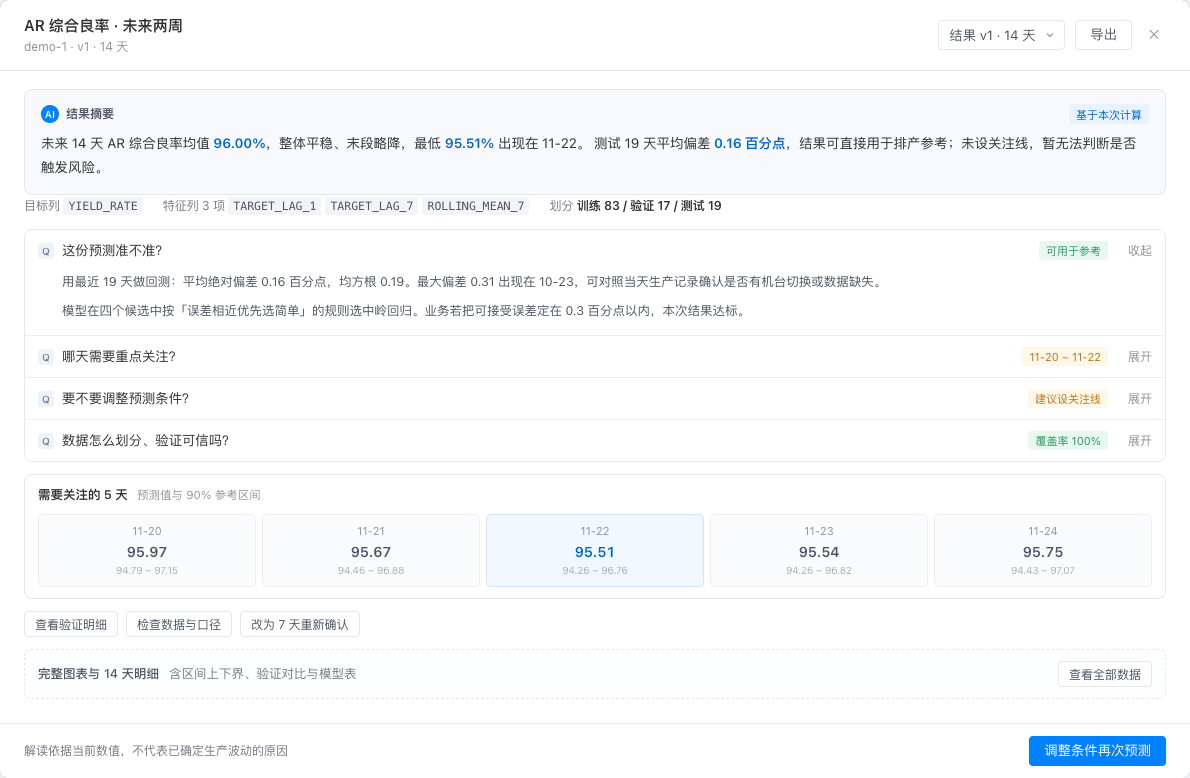 AR 综合良率 · 未来两周
demo-1 · v1 · 14 天
结果 v1 · 14 天
导出
AI 结果摘要
基于本次计算
未来 14 天 AR 综合良率均值 96.00%，整体平稳、末段略降，最低 95.51% 出现在 11-22。 测试 19 天平均偏差 0.16 百分点，结果可直接用于排产参考；未设关注线，暂无法判断是否
触发风险。
目标列 YIELD_RATE 特征列 3 项 TARGET_LAG_1 TARGET_LAG_7 ROLLING_MEAN_7 划分 训练 83 / 验证 17 / 测试 19
Q 这份预测准不准? 可用于参考 收起
用最近 19 天做回测：平均绝对偏差 0.16 百分点，均方根 0.19。最大偏差 0.31 出现在 10-23，可对照当天生产记录确认是否有机台切换或数据缺失。
模型在四个候选中按「误差相近优先选简单」的规则选中岭回归。业务若把可接受误差定在 0.3 百分点以内，本次结果达标。
Q 哪天需要重点关注? 11-20 ~ 11-22 展开
Q 要不要调整预测条件? 建议设关注线 展开
Q 数据怎么划分、验证可信吗? 覆盖率 100% 展开
需要关注的 5 天 预测值与 90% 参考区间
11-20 11-21 11-22 11-23 11-24
95.97 95.67 95.51 95.54 95.75
94.79 ~ 97.15 94.46 ~ 96.88 94.26 ~ 96.76 94.26 ~ 96.82 94.43 ~ 97.07
查看验证明细 检查数据与口径 改为 7 天重新确认
完整图表与 14 天明细 含区间上下界、验证对比与模型表 查看全部数据
解读依据当前数值，不代表已确定生产波动的原因
调整条件再次预测